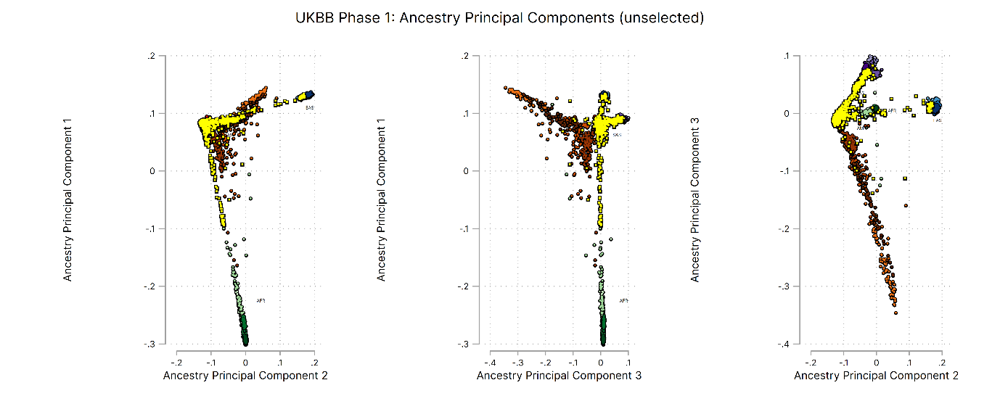 UKBB Phase 1: Ancestry Principal Components (unselected)
Ancestry Principal Component 1
.2
.1
0
-.1
-.2
-.3
EAS
AFR
-.2 -.1 0 .1 .2
Ancestry Principal Component 2
Ancestry Principal Component 1
.2
.1
0
-.1
-.2
-.3
SAS
AFR
-.4 -.3 -.2 -.1 0 .1
Ancestry Principal Component 3
Ancestry Principal Component 3
.1
0
-.1
-.2
-.3
-.4
AFR
EAS
-.2 -.1 0 .1 .2
Ancestry Principal Component 2